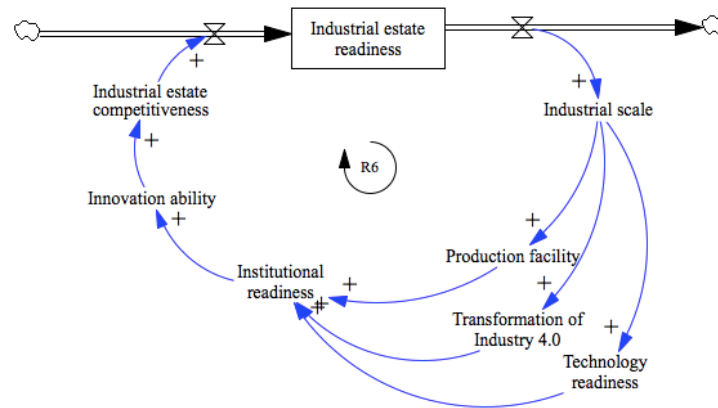 Industrial estate
readiness
+
+
Industrial estate
competitiveness
Industrial scale
+
R6
Innovation ability
+
+
Production facility
Institutional
readiness
+
+
+
+
Transformation of
Industry 4.0
+
Technology
readiness